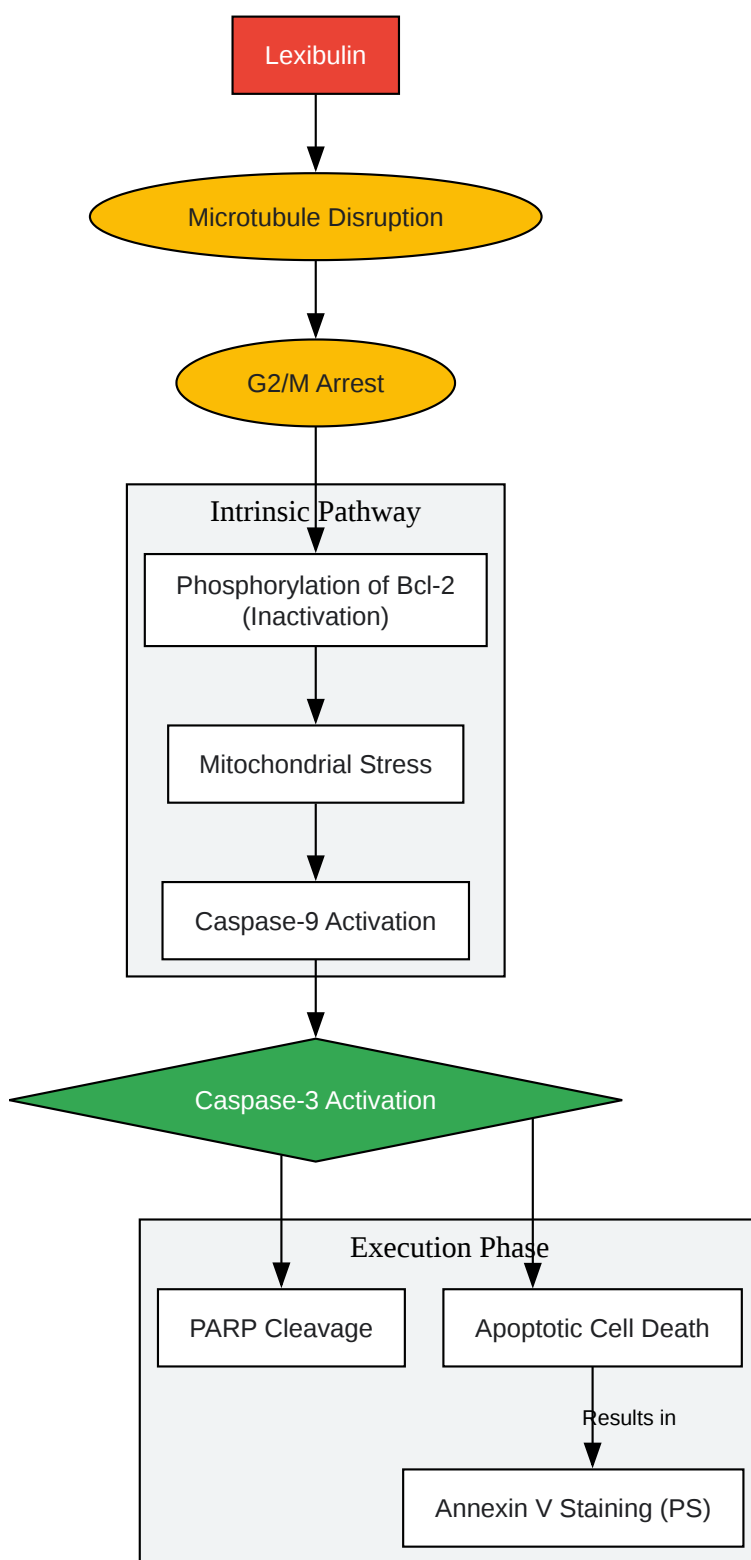 Lexibulin
Microtubule Disruption
G2/M Arrest
Intrinsic Pathway
Phosphorylation of Bcl-2
(Inactivation)
Mitochondrial Stress
Caspase-9 Activation
Caspase-3 Activation
Execution Phase
PARP Cleavage
Apoptotic Cell Death
Results in
Annexin V Staining (PS)